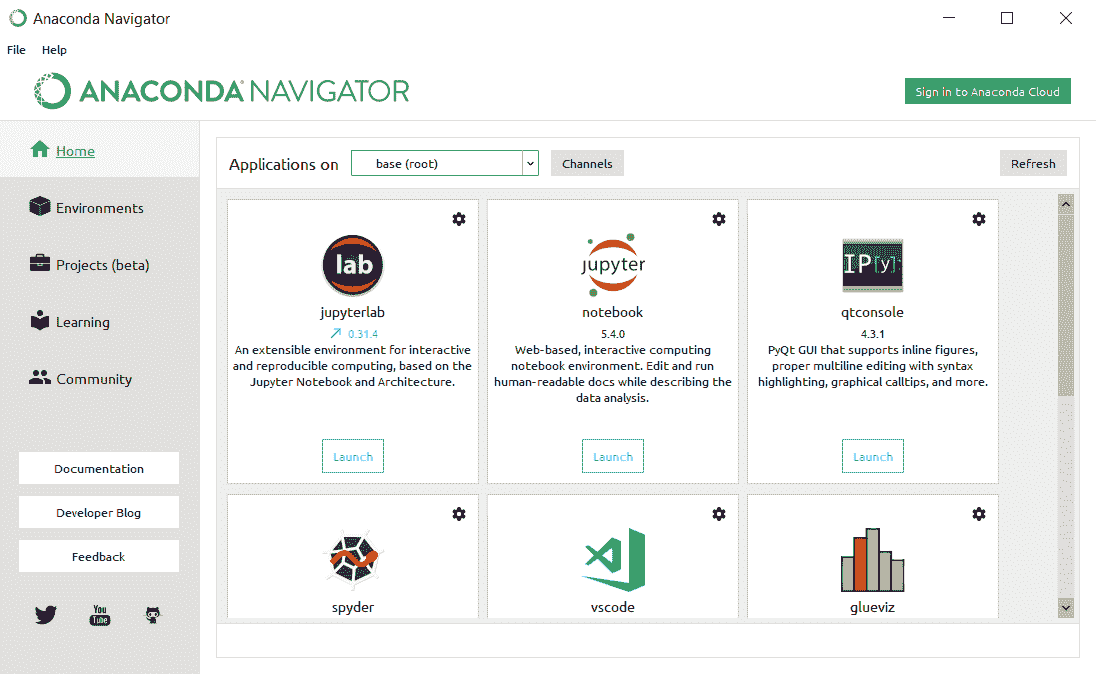 Anaconda Navigator
File Help
ANACONDA NAVIGATOR
Sign in to Anaconda Cloud
Home
Environments
Projects (beta)
Learning
Community
Documentation
Developer Blog
Feedback
You
Tube
Applications on base (root) Channels Refresh
lab
jupyterlab
0.31.4
An extensible environment for interactive
and reproducible computing, based on the
Jupyter Notebook and Architecture.
Launch
jupyter
notebook
5.4.0
Web-based, interactive computing
notebook environment. Edit and run
human-readable docs while describing the
data analysis.
Launch
IP[y]:
qtconsole
4.3.1
PyQt GUI that supports inline figures,
proper multiline editing with syntax
highlighting, graphical calltips, and more.
Launch
spyder
vscode
glueviz